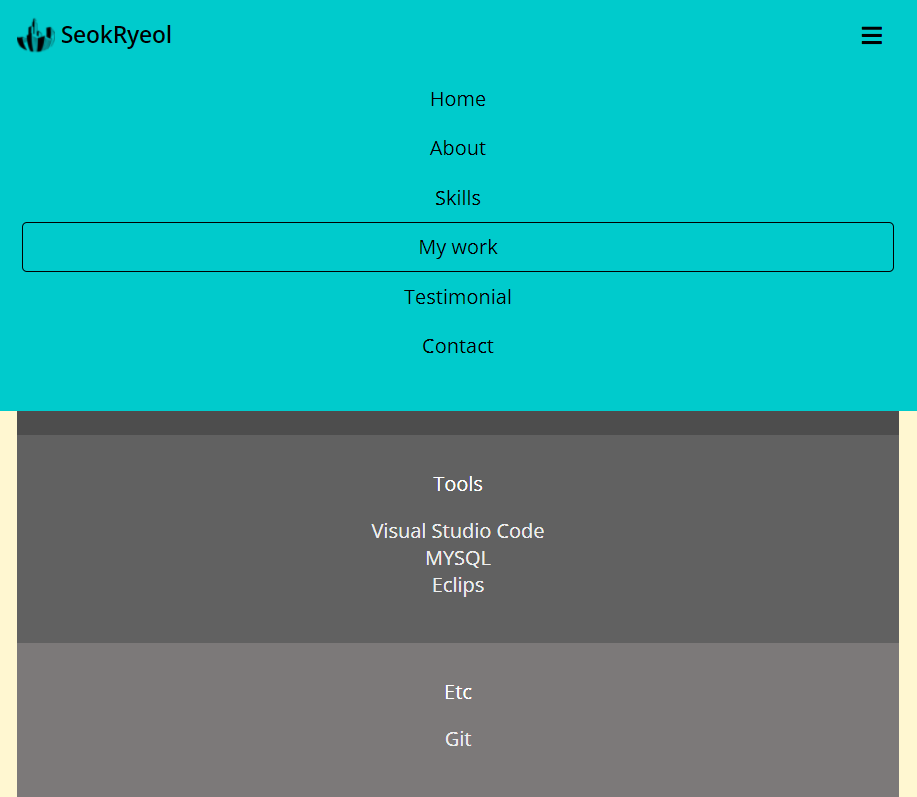 SeokRyeol
Home
About
Skills
My work
Testimonial
Contact
Tools
Visual Studio Code
MYSQL
Eclips
Etc
Git